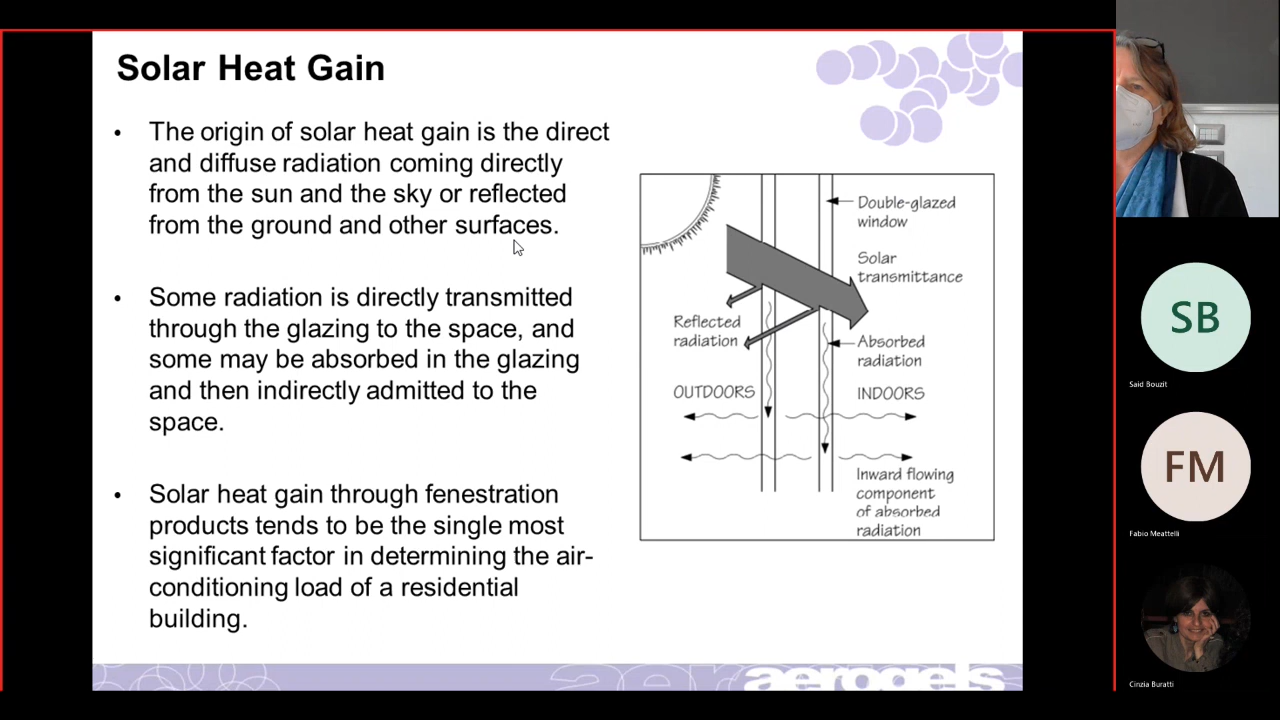 Solar Heat Gain
• The origin of solar heat gain is the direct
and diffuse radiation coming directly
from the sun and the sky or reflected
from the ground and other surfaces.
• Some radiation is directly transmitted
through the glazing to the space, and
some may be absorbed in the glazing
and then indirectly admitted to the
space.
• Solar heat gain through fenestration
products tends to be the single most
significant factor in determining the air-
conditioning load of a residential
building.
Double-glazed
window
Solar
transmittance
Reflected
radiation
Absorbed
radiation
OUTDOORS
INDOORS
Inward flowing
component
of absorbed
radiation
aerogels
SB
Said Bouzit
FM
Fabio Meattelli
Cinzia Buratti